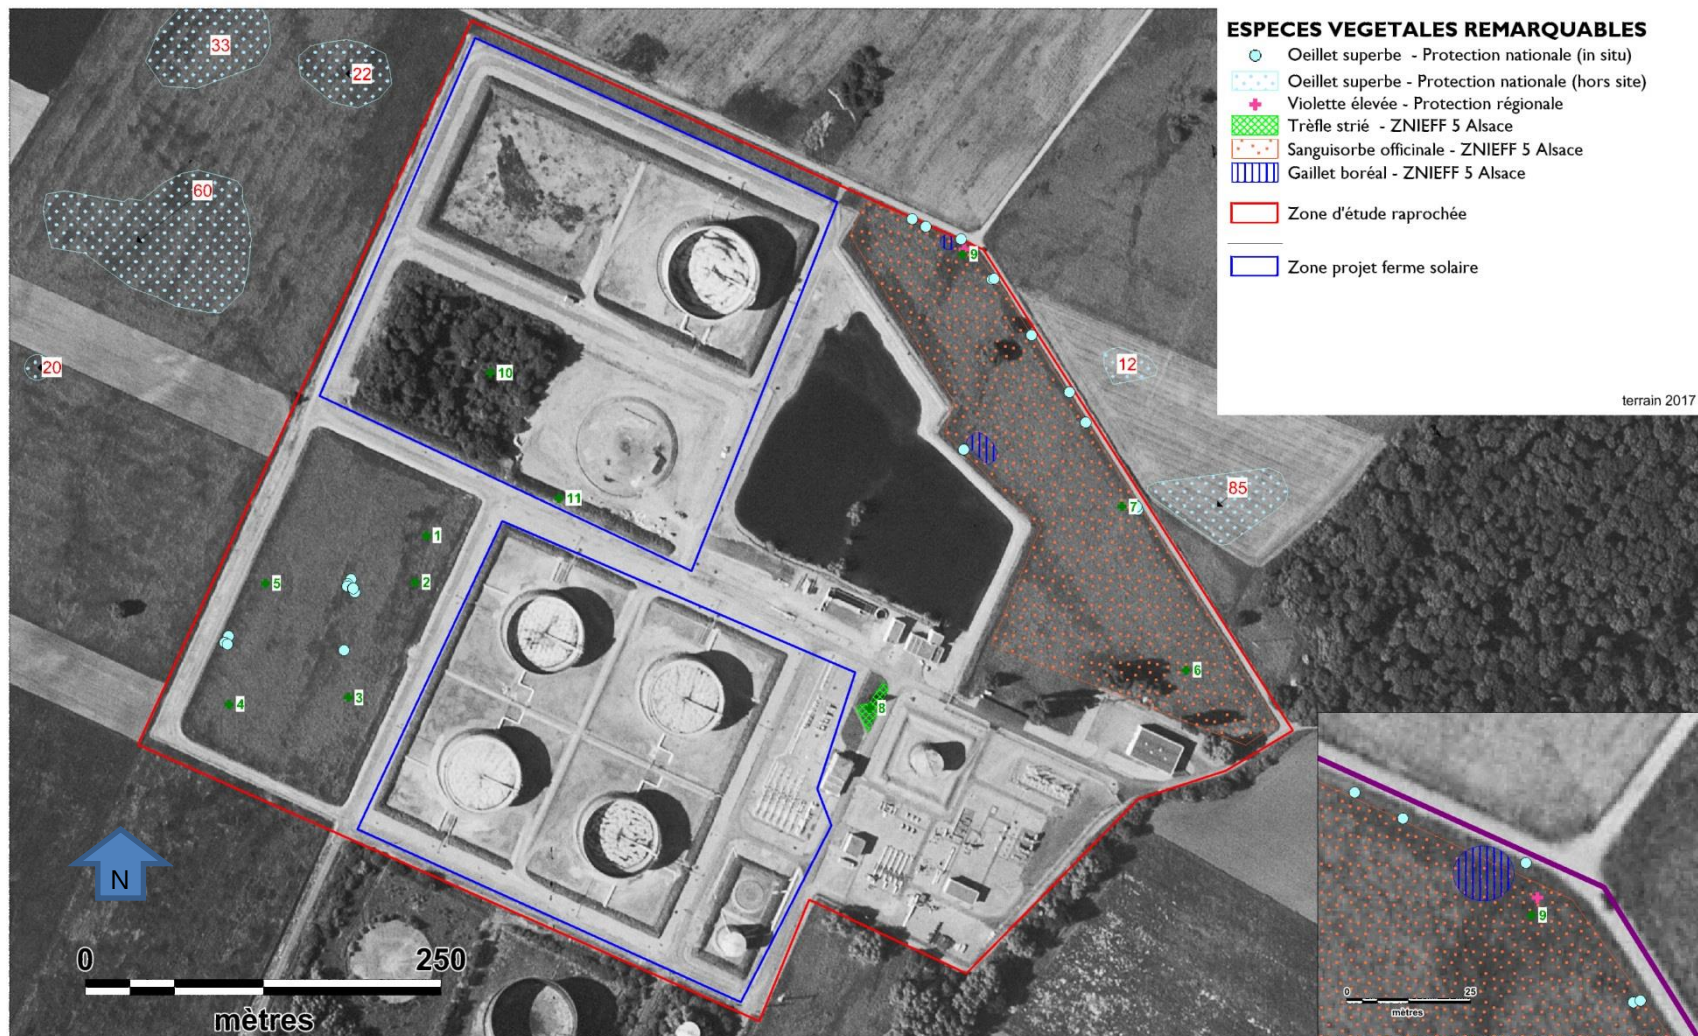 ESPECES VEGETALES REMARQUABLES
Oeillet superbe - Protection nationale (in situ)
Oeillet superbe - Protection nationale (hors site)
Violette élevée - Protection régionale
Trèfle strié - ZNIEFF 5 Alsace
Sanguisorbe officinale - ZNIEFF 5 Alsace
Gaillet boréal - ZNIEFF 5 Alsace
Zone d'étude raprochée
Zone projet ferme solaire
terrain 2017
33
22
60
20
12
85
9
10
11
7
1
2
5
6
3
4
8
N
0 250
mètres
9
0 25
mètres